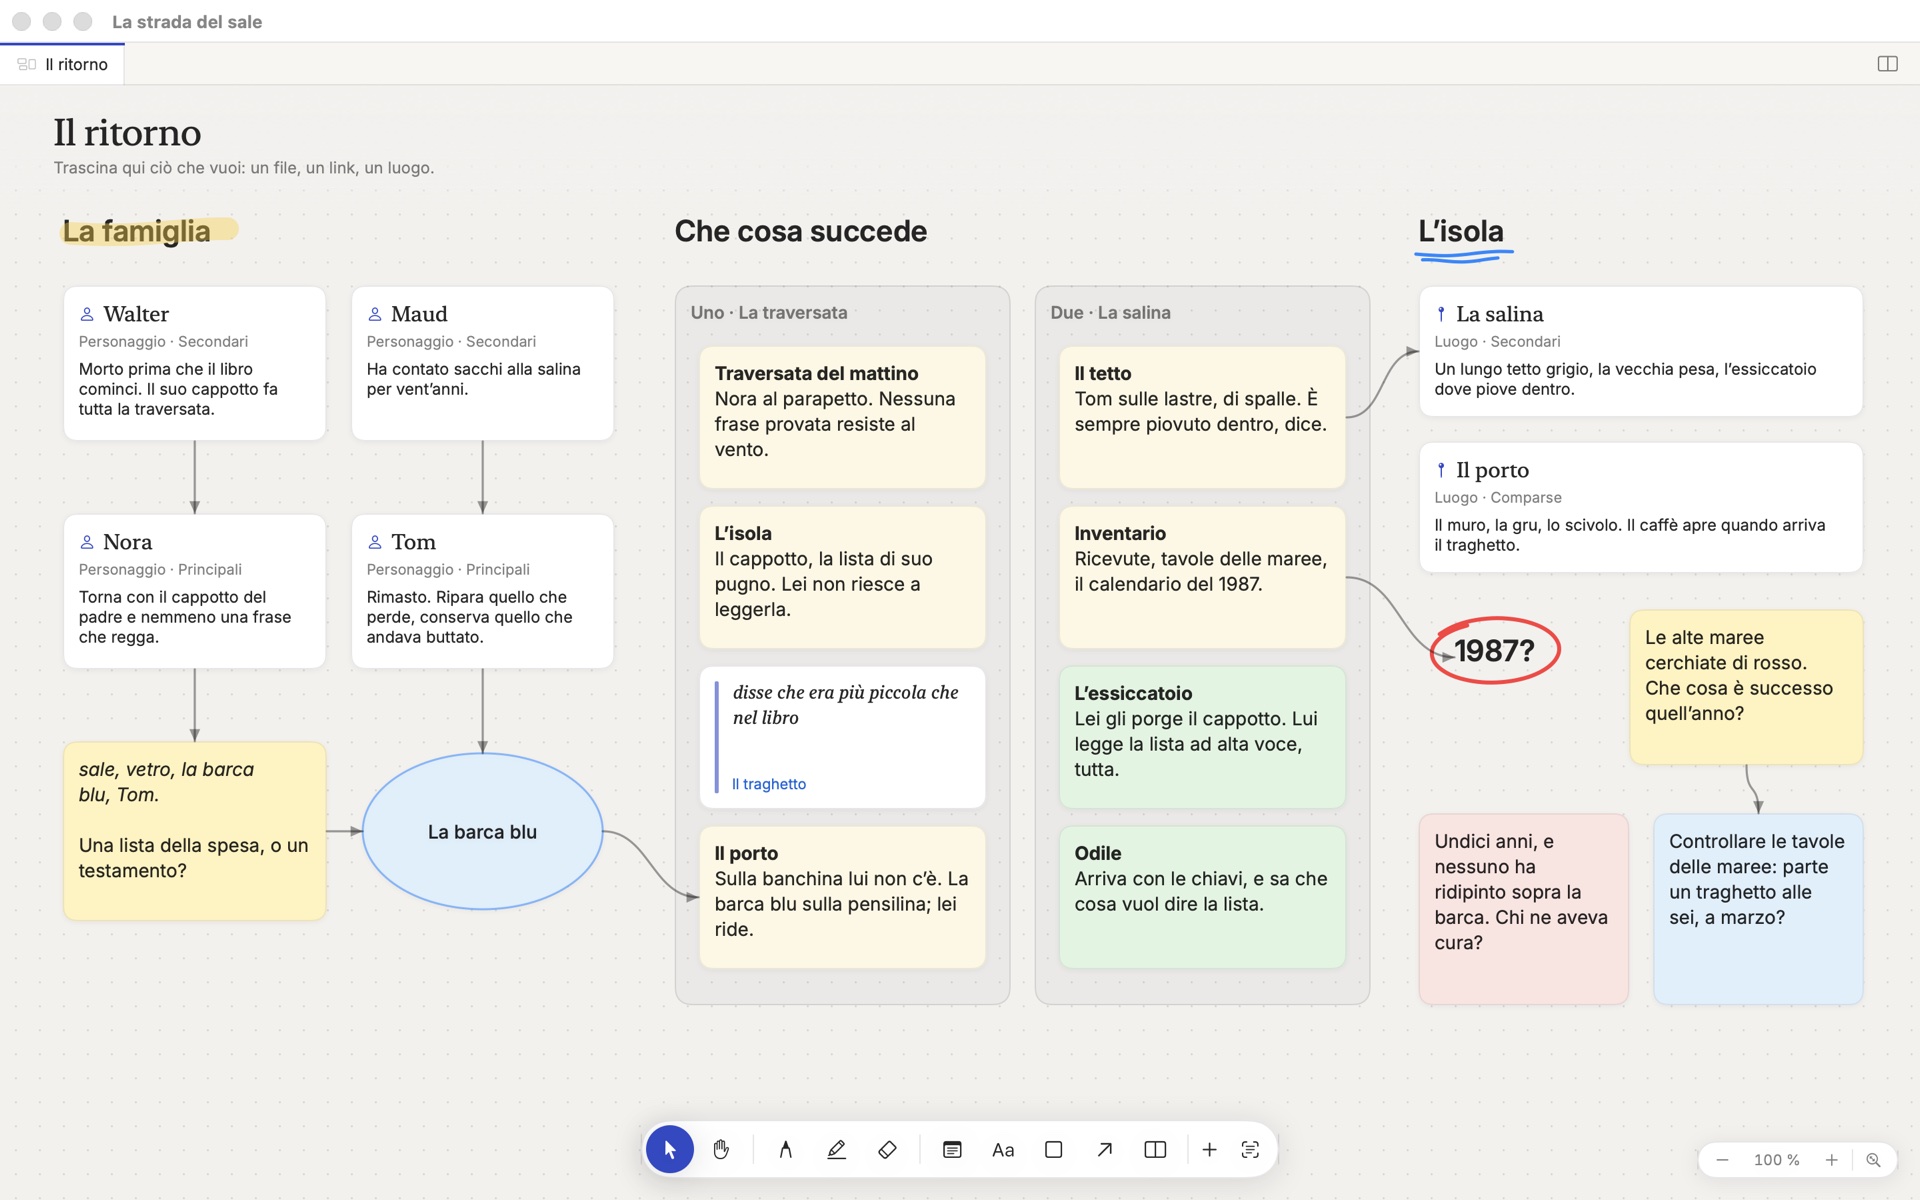 La strada del sale
Il ritorno
Il ritorno
Trascina qui ciò che vuoi: un file, un link, un luogo.
La famiglia
Walter
Personaggio · Secondari
Morto prima che il libro
cominci. Il suo cappotto fa
tutta la traversata.
Maud
Personaggio · Secondari
Ha contato sacchi alla salina
per vent’anni.
Nora
Personaggio · Principali
Torna con il cappotto del
padre e nemmeno una frase
che regga.
Tom
Personaggio · Principali
Rimasto. Ripara quello che
perde, conserva quello che
andava buttato.
sale, vetro, la barca
blu, Tom.
Una lista della spesa, o un
testamento?
La barca blu
Che cosa succede
Uno · La traversata
Traversata del mattino
Nora al parapetto. Nessuna
frase provata resiste al
vento.
L’isola
Il cappotto, la lista di suo
pugno. Lei non riesce a
leggerla.
disse che era più piccola che
nel libro
Il traghetto
Il porto
Sulla banchina lui non c’è. La
barca blu sulla pensilina; lei
ride.
Due · La salina
Il tetto
Tom sulle lastre, di spalle. È
sempre piovuto dentro, dice.
Inventario
Ricevute, tavole delle maree,
il calendario del 1987.
L’essiccatoio
Lei gli porge il cappotto. Lui
legge la lista ad alta voce,
tutta.
Odile
Arriva con le chiavi, e sa che
cosa vuol dire la lista.
L’isola
La salina
Luogo · Secondari
Un lungo tetto grigio, la vecchia pesa, l’essiccatoio
dove piove dentro.
Il porto
Luogo · Comparse
Il muro, la gru, lo scivolo. Il caffè apre quando arriva
il traghetto.
1987?
Le alte maree
cerchiate di rosso.
Che cosa è successo
quell’anno?
Undici anni, e
nessuno ha
ridipinto sopra la
barca. Chi ne aveva
cura?
Controllare le tavole
delle maree: parte
un traghetto alle
sei, a marzo?
Aa
100 %